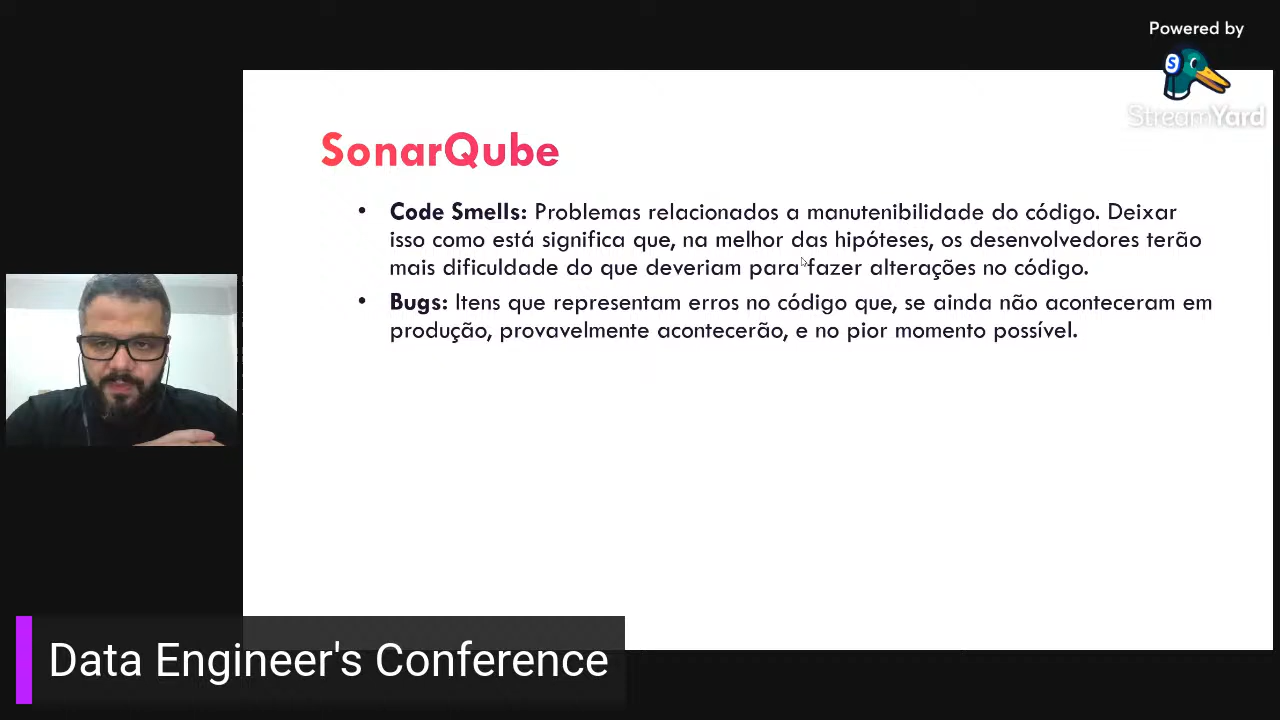 Powered by
S
StreamYard
SonarQube
• Code Smells: Problemas relacionados a manutenibilidade do código. Deixar
isso como está significa que, na melhor das hipóteses, os desenvolvedores terão
mais dificuldade do que deveriam para fazer alterações no código.
• Bugs: Itens que representam erros no código que, se ainda não aconteceram em
produção, provavelmente acontecerão, e no pior momento possível.
Data Engineer's Conference